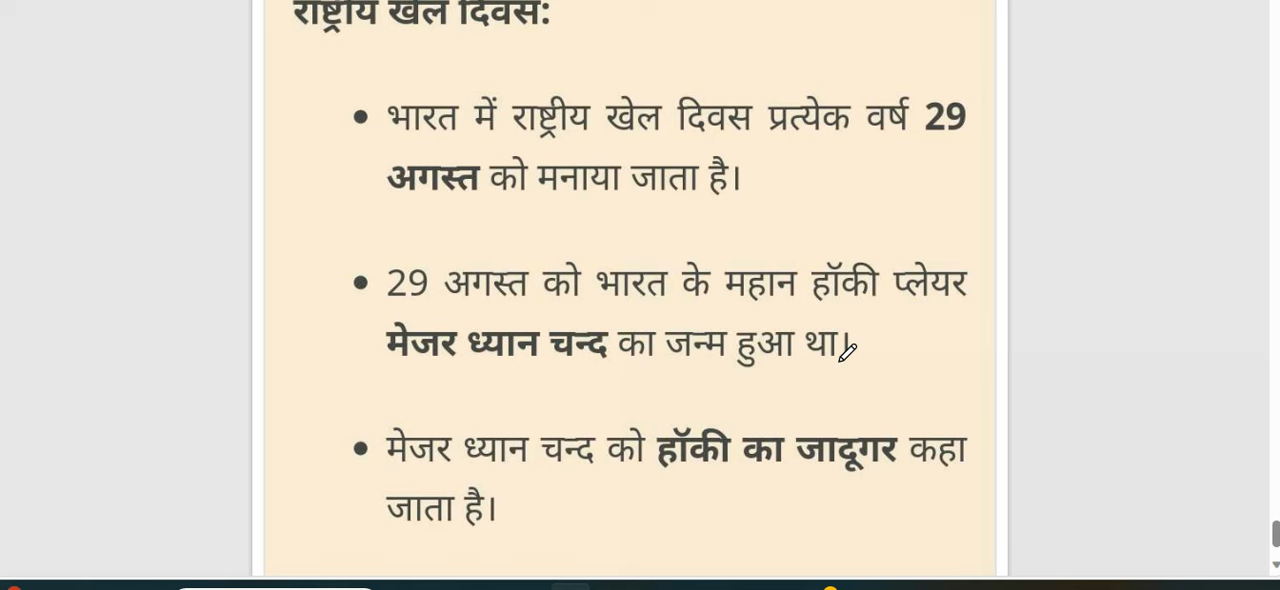 राष्ट्रीय खेल दिवस:
• भारत में राष्ट्रीय खेल दिवस प्रत्येक वर्ष 29
अगस्त को मनाया जाता है।
• 29 अगस्त को भारत के महान हॉकी प्लेयर
मेजर ध्यान चन्द का जन्म हुआ था।
• मेजर ध्यान चन्द को हॉकी का जादूगर कहा
जाता है।